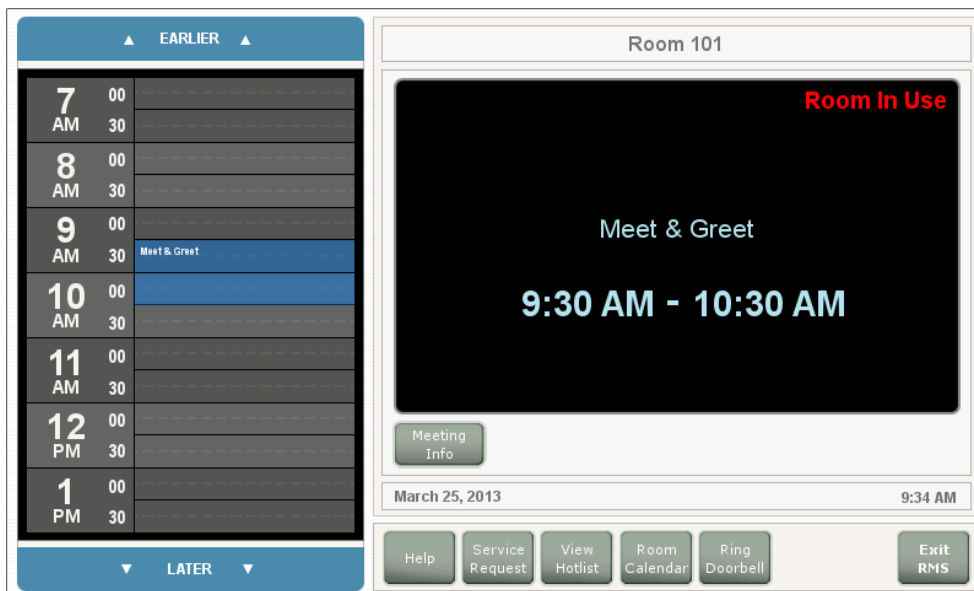 ▲ EARLIER ▲
7 AM 00
30
8 AM 00
30
9 AM 00
30 Meet & Greet
10 AM 00
30
11 AM 00
30
12 PM 00
30
1 PM 00
30
▼ LATER ▼
Room 101
Room In Use
Meet & Greet
9:30 AM - 10:30 AM
Meeting
Info
March 25, 2013 9:34 AM
Help
Service
Request
View
Hotlist
Room
Calendar
Ring
Doorbell
Exit
RMS